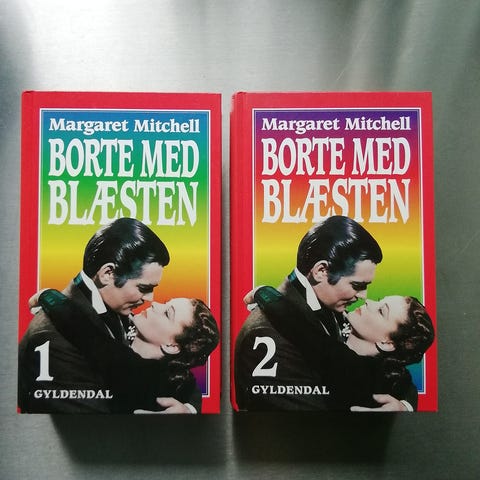 Margaret Mitchell
BORTE MED
BLÆSTEN
1
GYLDENDAL
Margaret Mitchell
BORTE MED
BLÆSTEN
2
GYLDENDAL